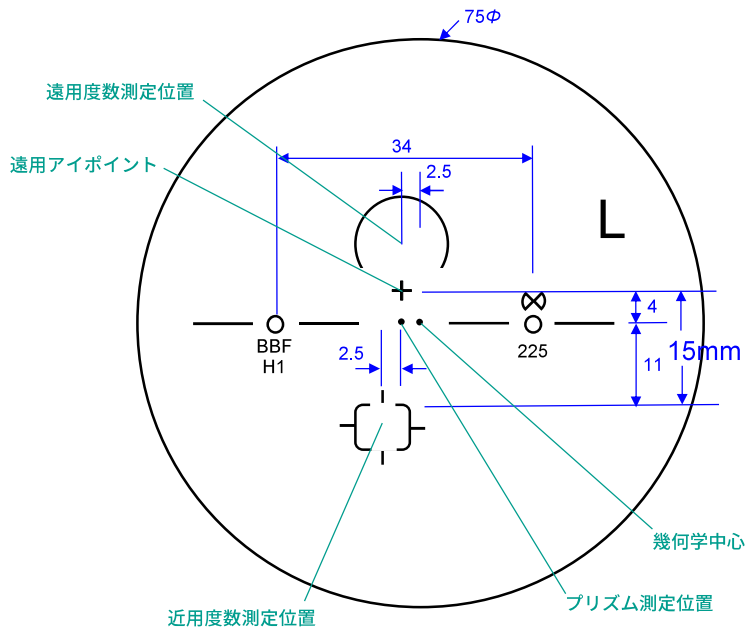 75Φ
遠用度数測定位置
34
遠用アイポイント
2.5
L
4
BBF
H1
2.5
225
11
15mm
幾何学中心
プリズム測定位置
近用度数測定位置